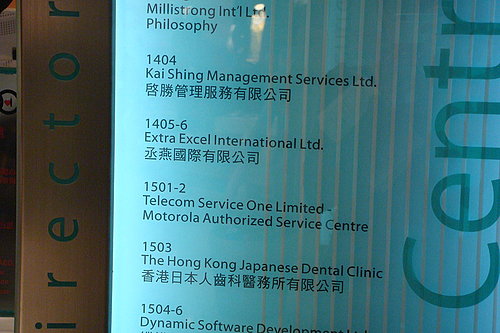 Millistrong Int'l Ltd.
Philosophy
1404
Kai Shing Management Services Ltd.
啓勝管理服務有限公司
1405-6
Extra Excel International Ltd.
丞燕國際有限公司
1501-2
Telecom Service One Limited -
Motorola Authorized Service Centre
1503
The Hong Kong Japanese Dental Clinic
香港日本人齒科醫務所有限公司
1504-6
Dynamic Software Development Ltd
irector
Centr